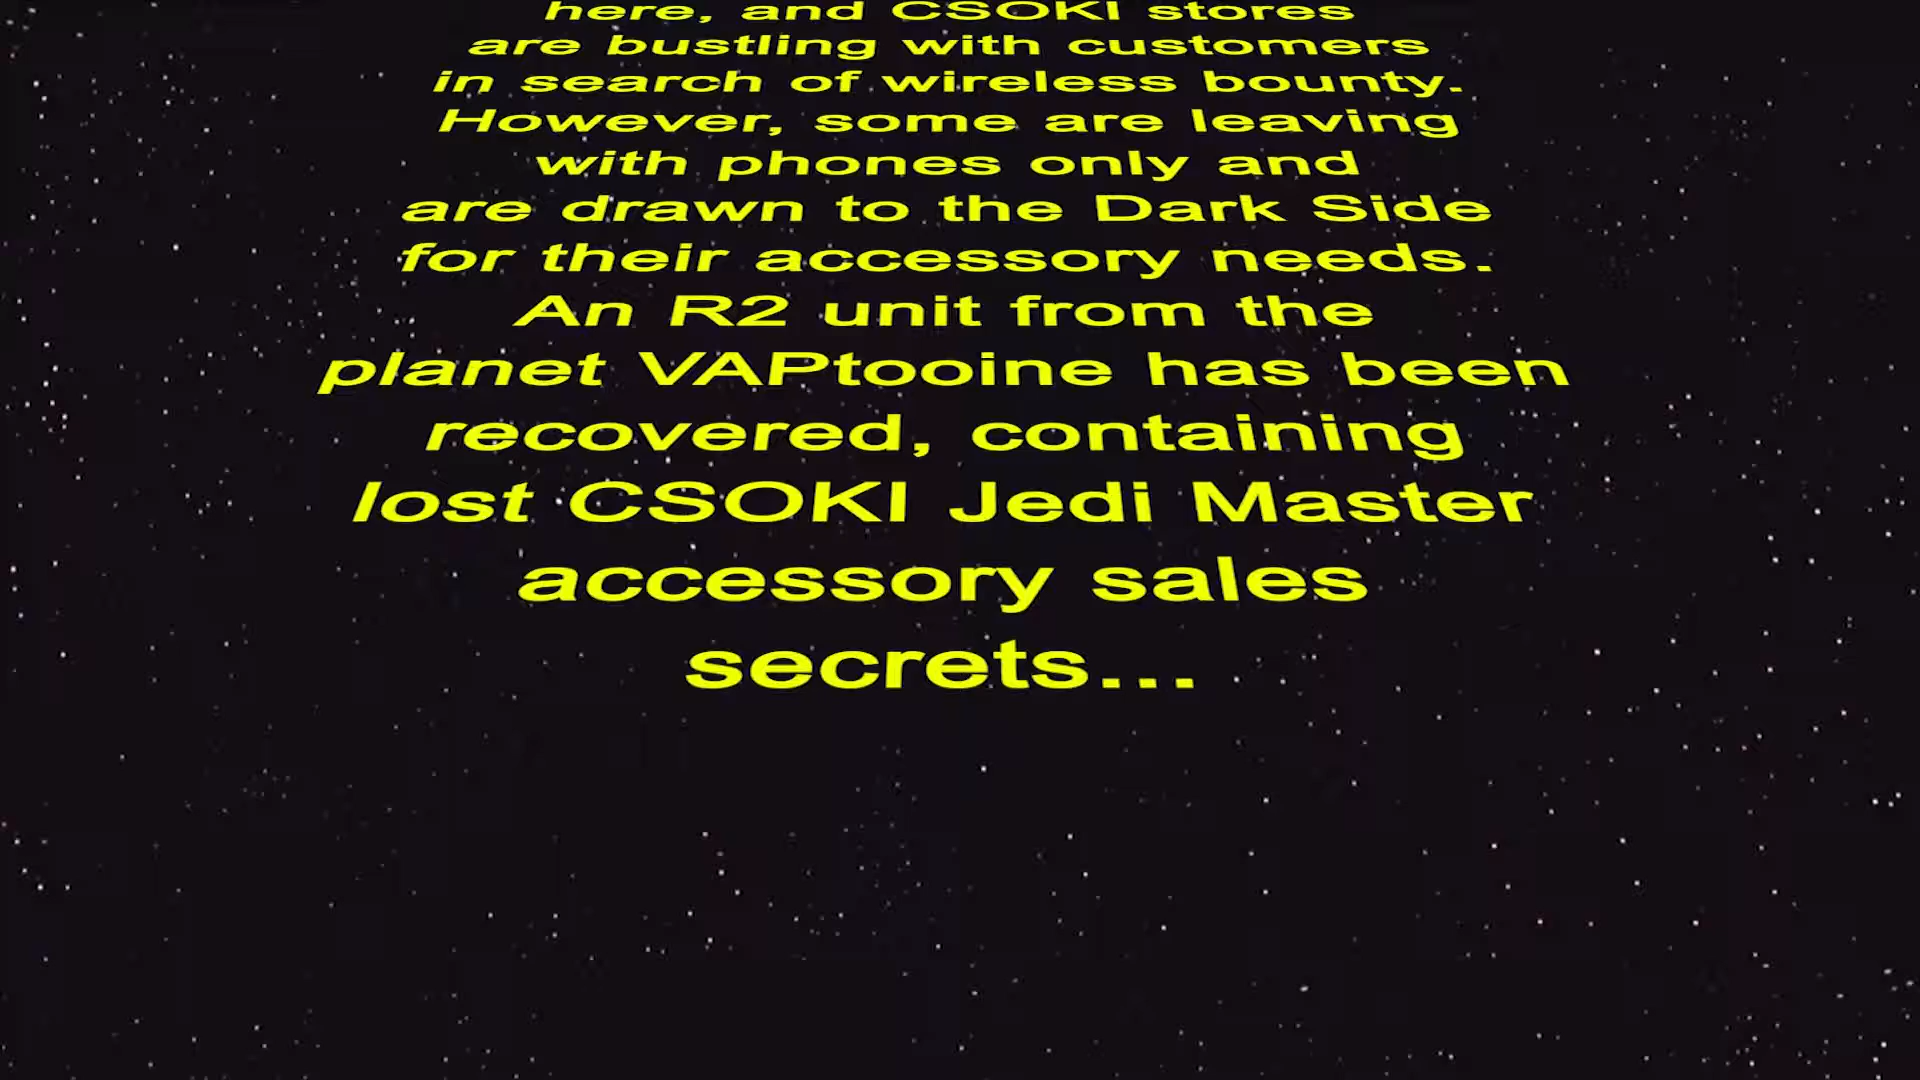 here, and CSOKI stores
are bustling with customers
in search of wireless bounty.
However, some are leaving
with phones only and
are drawn to the Dark Side
for their accessory needs.
An R2 unit from the
planet VAPtooine has been
recovered, containing
lost CSOKI Jedi Master
accessory sales
secrets...